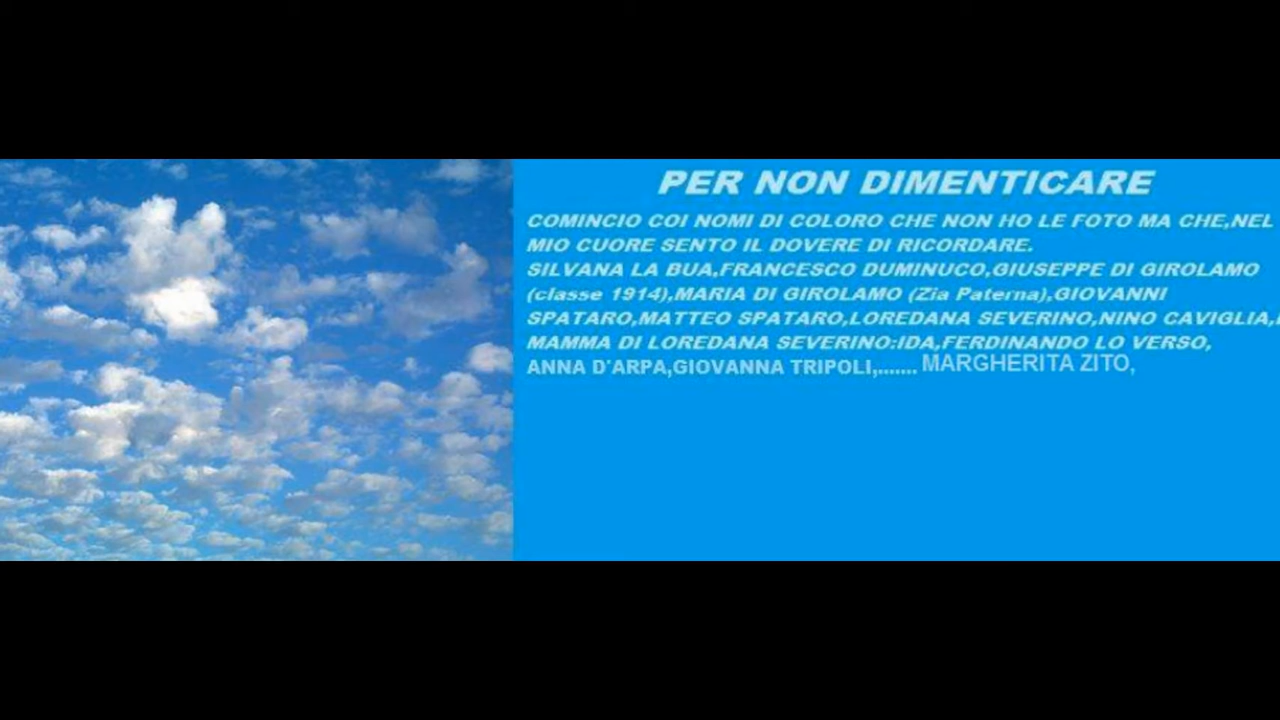 PER NON DIMENTICARE
COMINCIO COI NOMI DI COLORO CHE NON HO LE FOTO MA CHE,NEL
MIO CUORE SENTO IL DOVERE DI RICORDARE.
SILVANA LA BUA,FRANCESCO DUMINUCO,GIUSEPPE DI GIROLAMO
(classe 1914),MARIA DI GIROLAMO (Zia Paterna),GIOVANNI
SPATARO,MATTEO SPATARO,LOREDANA SEVERINO,NINO CAVIGLIA,
MAMMA DI LOREDANA SEVERINO:IDA,FERDINANDO LO VERSO,
ANNA D'ARPA,GIOVANNA TRIPOLI,....... MARGHERITA ZITO,